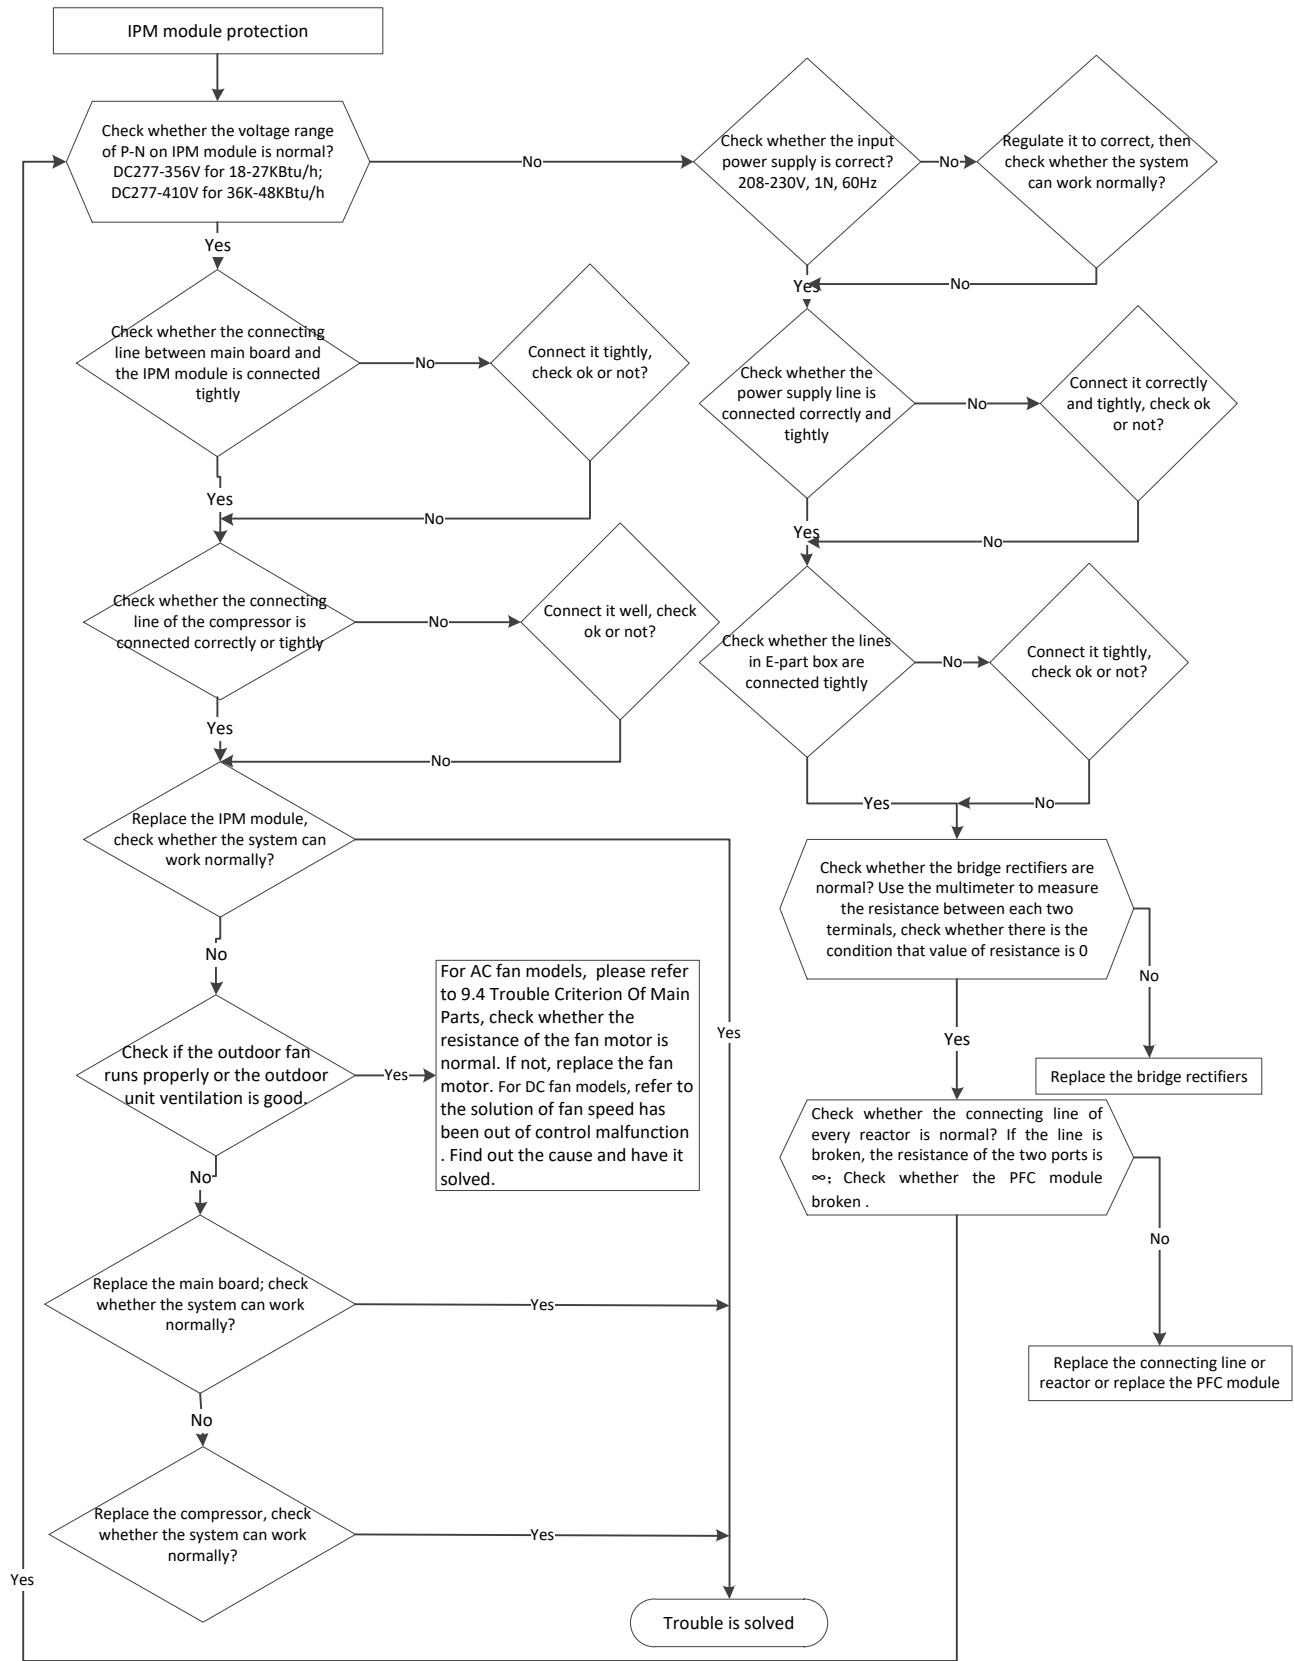 IPM module protection
Check whether the voltage range
of P-N on IPM module is normal?
DC277-356V for 18-27KBtu/h;
DC277-410V for 36K-48KBtu/h
No
Check whether the input
power supply is correct?
208-230V, 1N, 60Hz
No
Regulate it to correct, then
check whether the system
can work normally?
Yes
Yes
No
Check whether the connecting
line between main board and
the IPM module is connected
tightly
No
Connect it tightly,
check ok or not?
Check whether the
power supply line is
connected correctly and
tightly
No
Connect it correctly
and tightly, check ok
or not?
Yes
No
Yes
No
Check whether the connecting
line of the compressor is
connected correctly or tightly
No
Connect it well, check
ok or not?
Check whether the lines
in E-part box are
connected tightly
No
Connect it tightly,
check ok or not?
Yes
No
Yes
No
Replace the IPM module,
check whether the system can
work normally?
Check whether the bridge rectifiers are
normal? Use the multimeter to measure
the resistance between each two
terminals, check whether there is the
condition that value of resistance is 0
No
No
Yes
Yes
Check if the outdoor fan
runs properly or the outdoor
unit ventilation is good.
Yes
For AC fan models, please refer
to 9.4 Trouble Criterion Of Main
Parts, check whether the
resistance of the fan motor is
normal. If not, replace the fan
motor. For DC fan models, refer to
the solution of fan speed has
been out of control malfunction
. Find out the cause and have it
solved.
Replace the bridge rectifiers
Check whether the connecting line of
every reactor is normal? If the line is
broken, the resistance of the two ports is
∞; Check whether the PFC module
broken .
No
No
Replace the main board; check
whether the system can work
normally?
Yes
Replace the connecting line or
reactor or replace the PFC module
No
Replace the compressor, check
whether the system can work
normally?
Yes
Yes
Trouble is solved